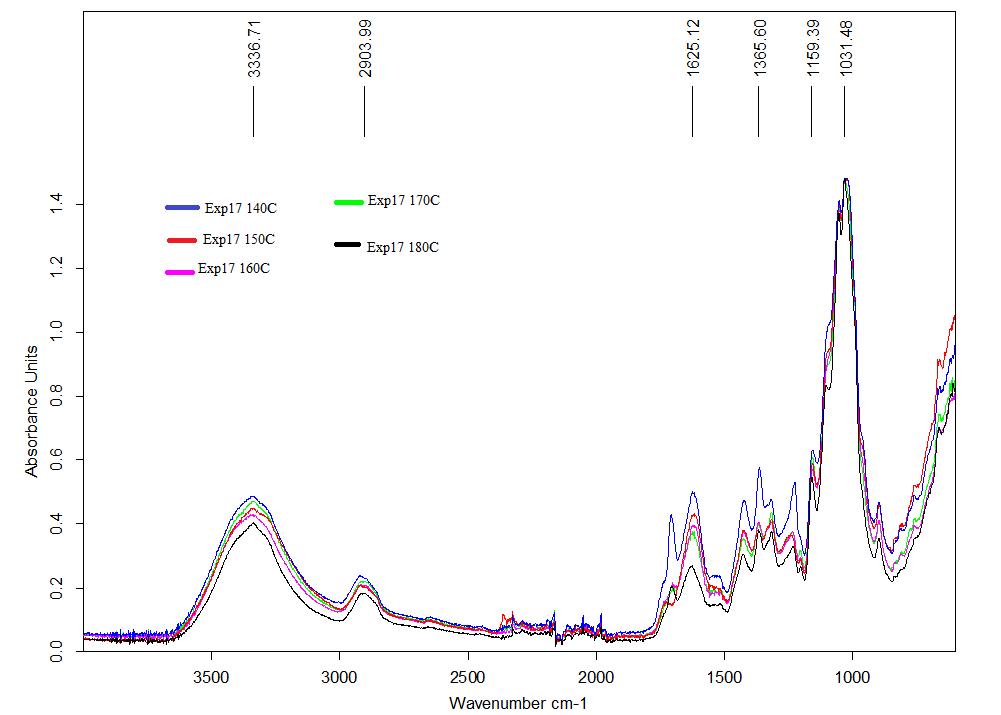 3336.71
2903.99
1625.12
1365.60
1159.39
1031.48
Exp17 140C
Exp17 170C
Exp17 150C
Exp17 180C
Exp17 160C
1.4
1.2
1.0
0.8
0.6
0.4
0.2
0.0
Absorbance Units
3500
3000
2500
2000
1500
1000
Wavenumber cm-1